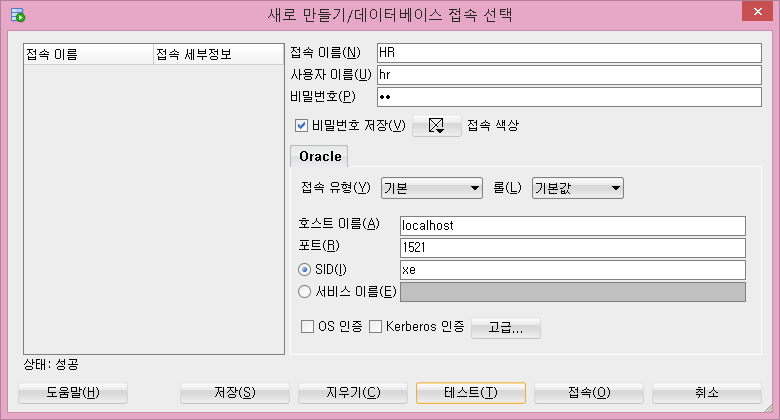 새로 만들기/데이터베이스 접속 선택
접속 이름 접속 세부정보
접속 이름(N) HR
사용자 이름(U) hr
비밀번호(P) ••
비밀번호 저장(V) 접속 색상
Oracle
접속 유형(Y) 기본 롤(L) 기본값
호스트 이름(A) localhost
포트(R) 1521
SID(I) xe
서비스 이름(E)
OS 인증 Kerberos 인증 고급...
상태: 성공
도움말(H) 저장(S) 지우기(C) 테스트(T) 접속(O) 취소